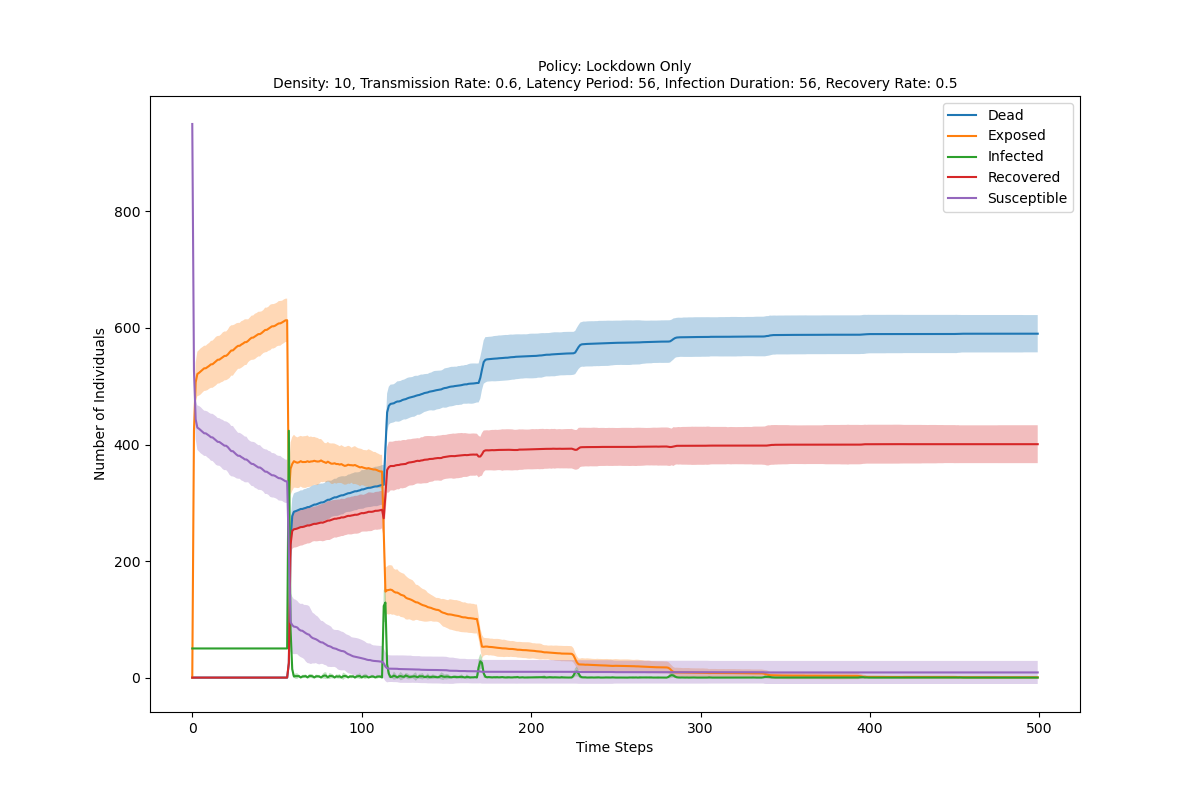 Policy: Lockdown Only
Density: 10, Transmission Rate: 0.6, Latency Period: 56, Infection Duration: 56, Recovery Rate: 0.5
Dead
Exposed
Infected
Recovered
Susceptible
800
600
400
200
0
Number of Individuals
0 100 200 300 400 500
Time Steps